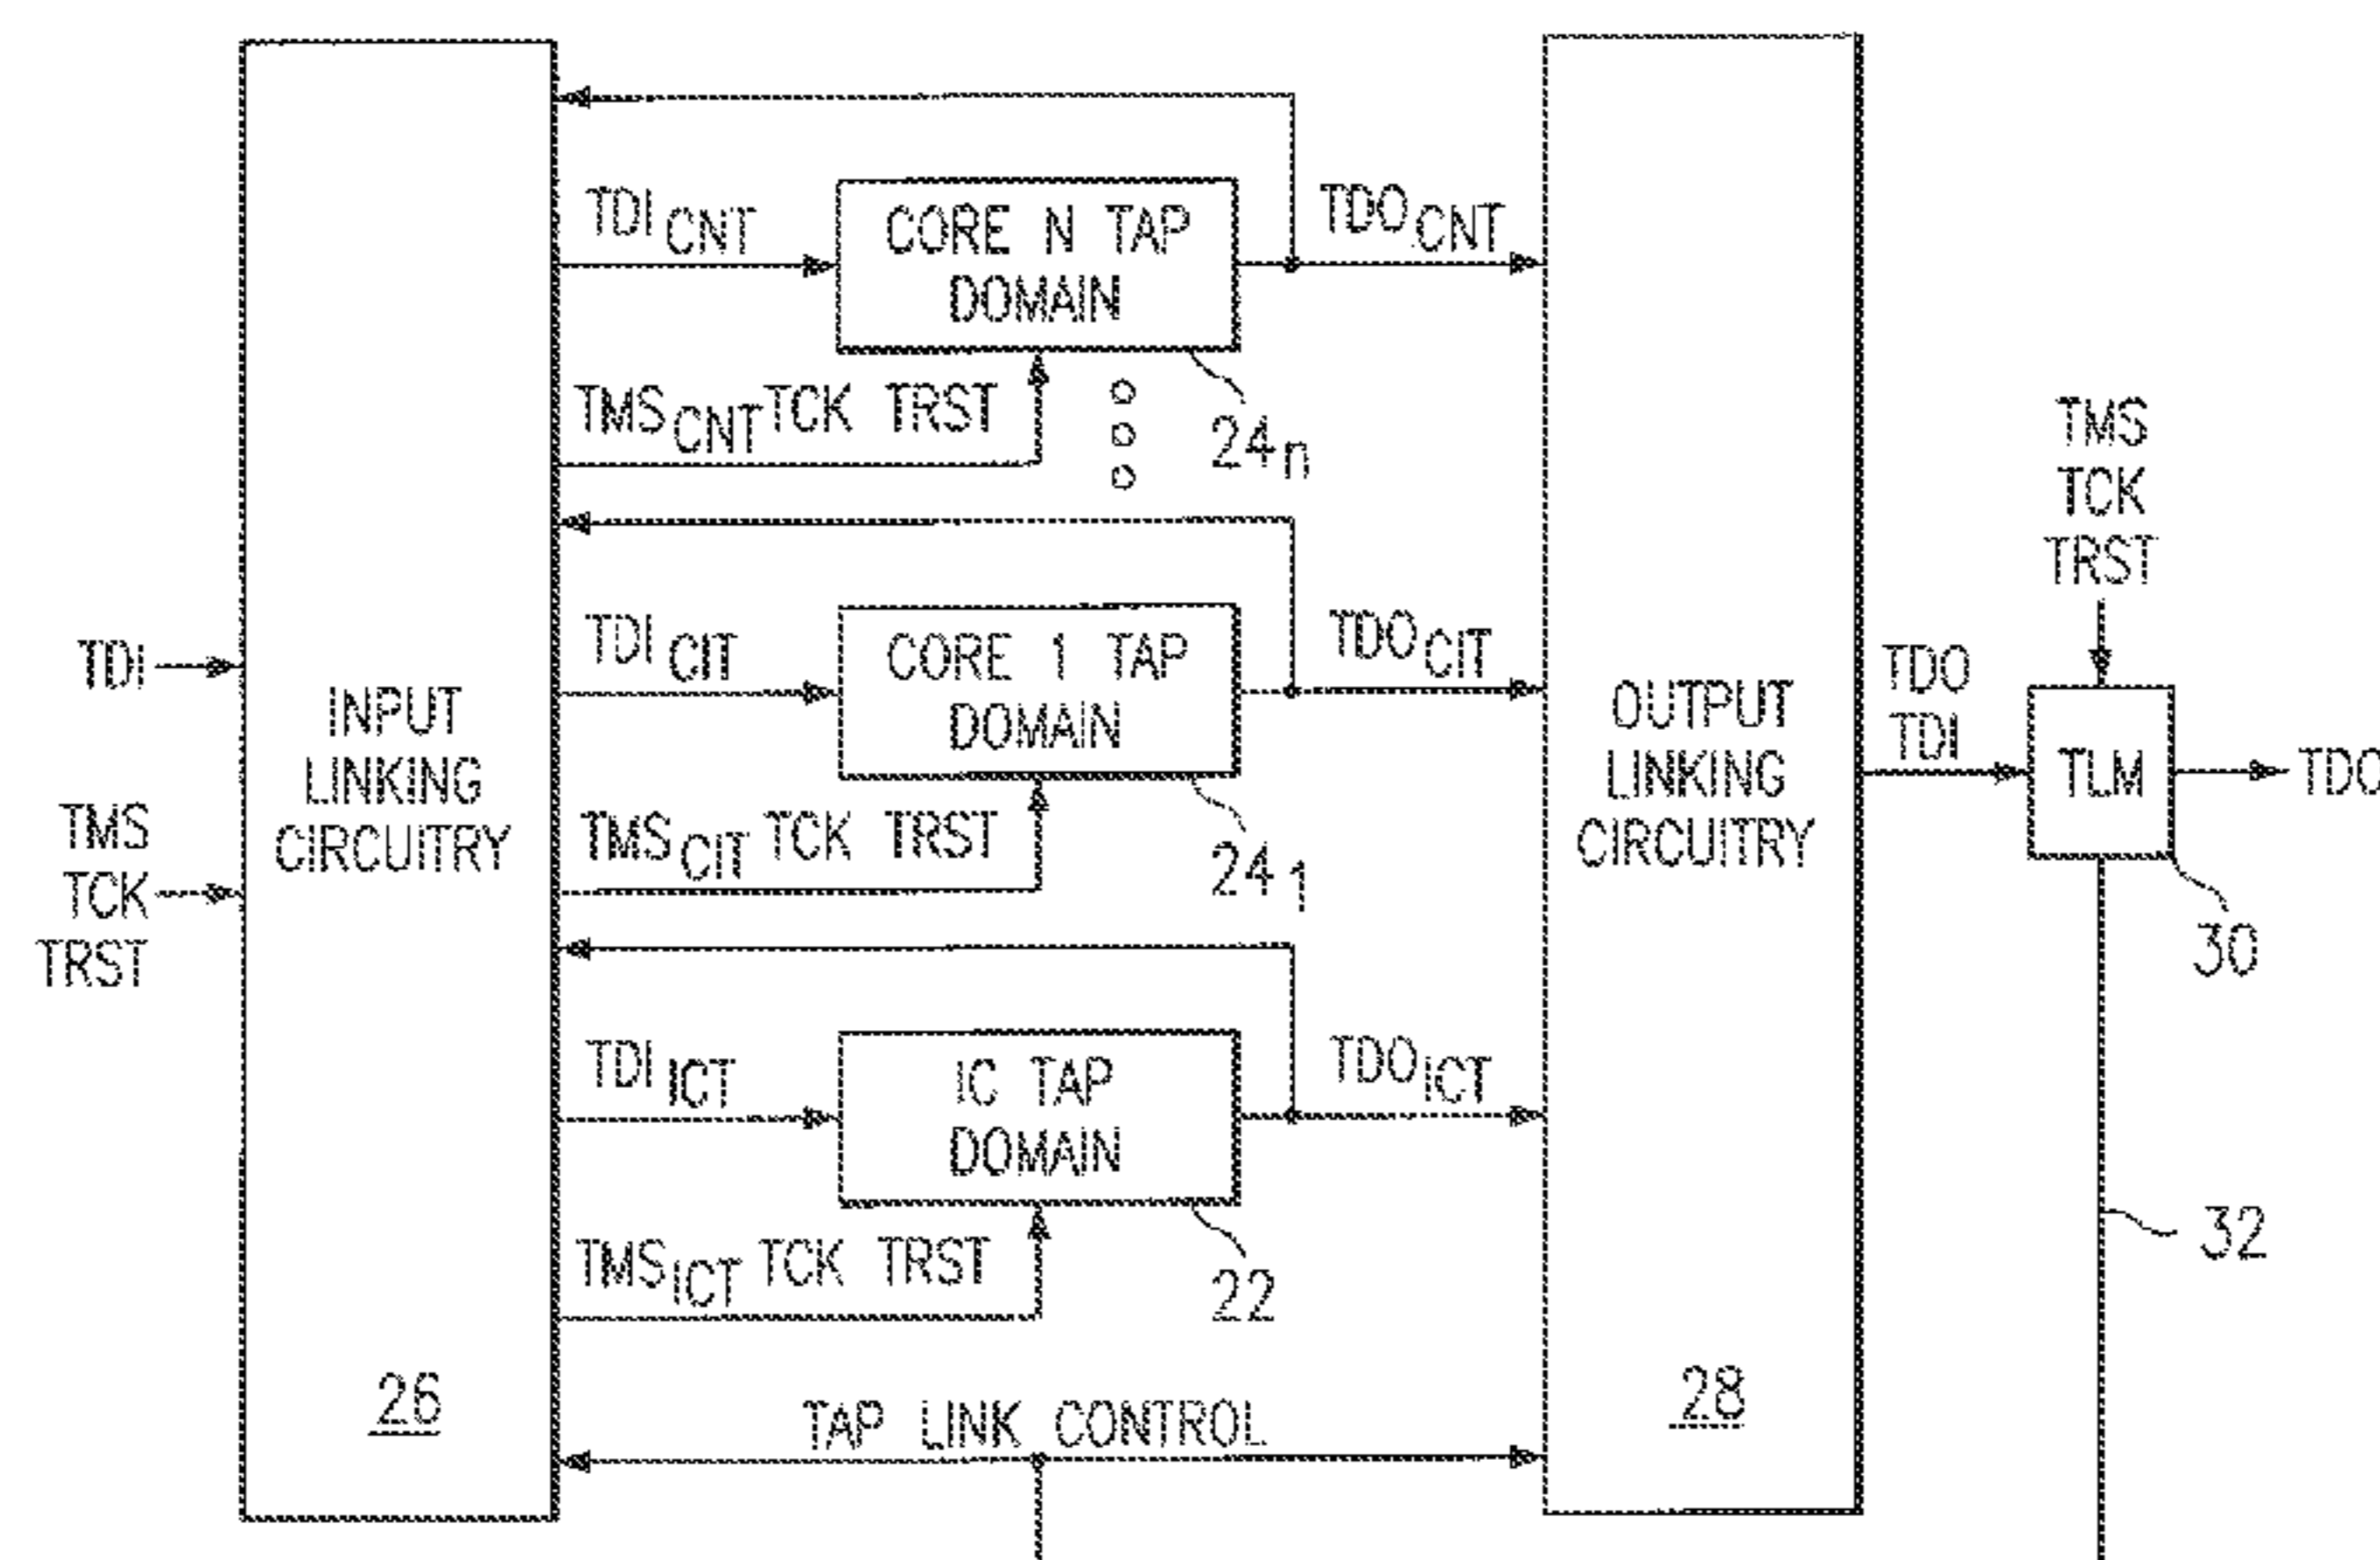 TDI CNT
CORE N TAP
DOMAIN
TDO CNT
TMS CNT TCK TRST
24n
TMS
TCK
TRST
TDI
TDI CIT
CORE 1 TAP
DOMAIN
TDO CIT
INPUT
LINKING
CIRCUITRY
OUTPUT
LINKING
CIRCUITRY
TDO
TDI
TLM
TDO
TMS
TCK
TRST
TMS CIT TCK TRST
24 1
30
TDI ICT
IC TAP
DOMAIN
TDO ICT
TMS ICT TCK TRST
22
32
26
TAP LINK CONTROL
28